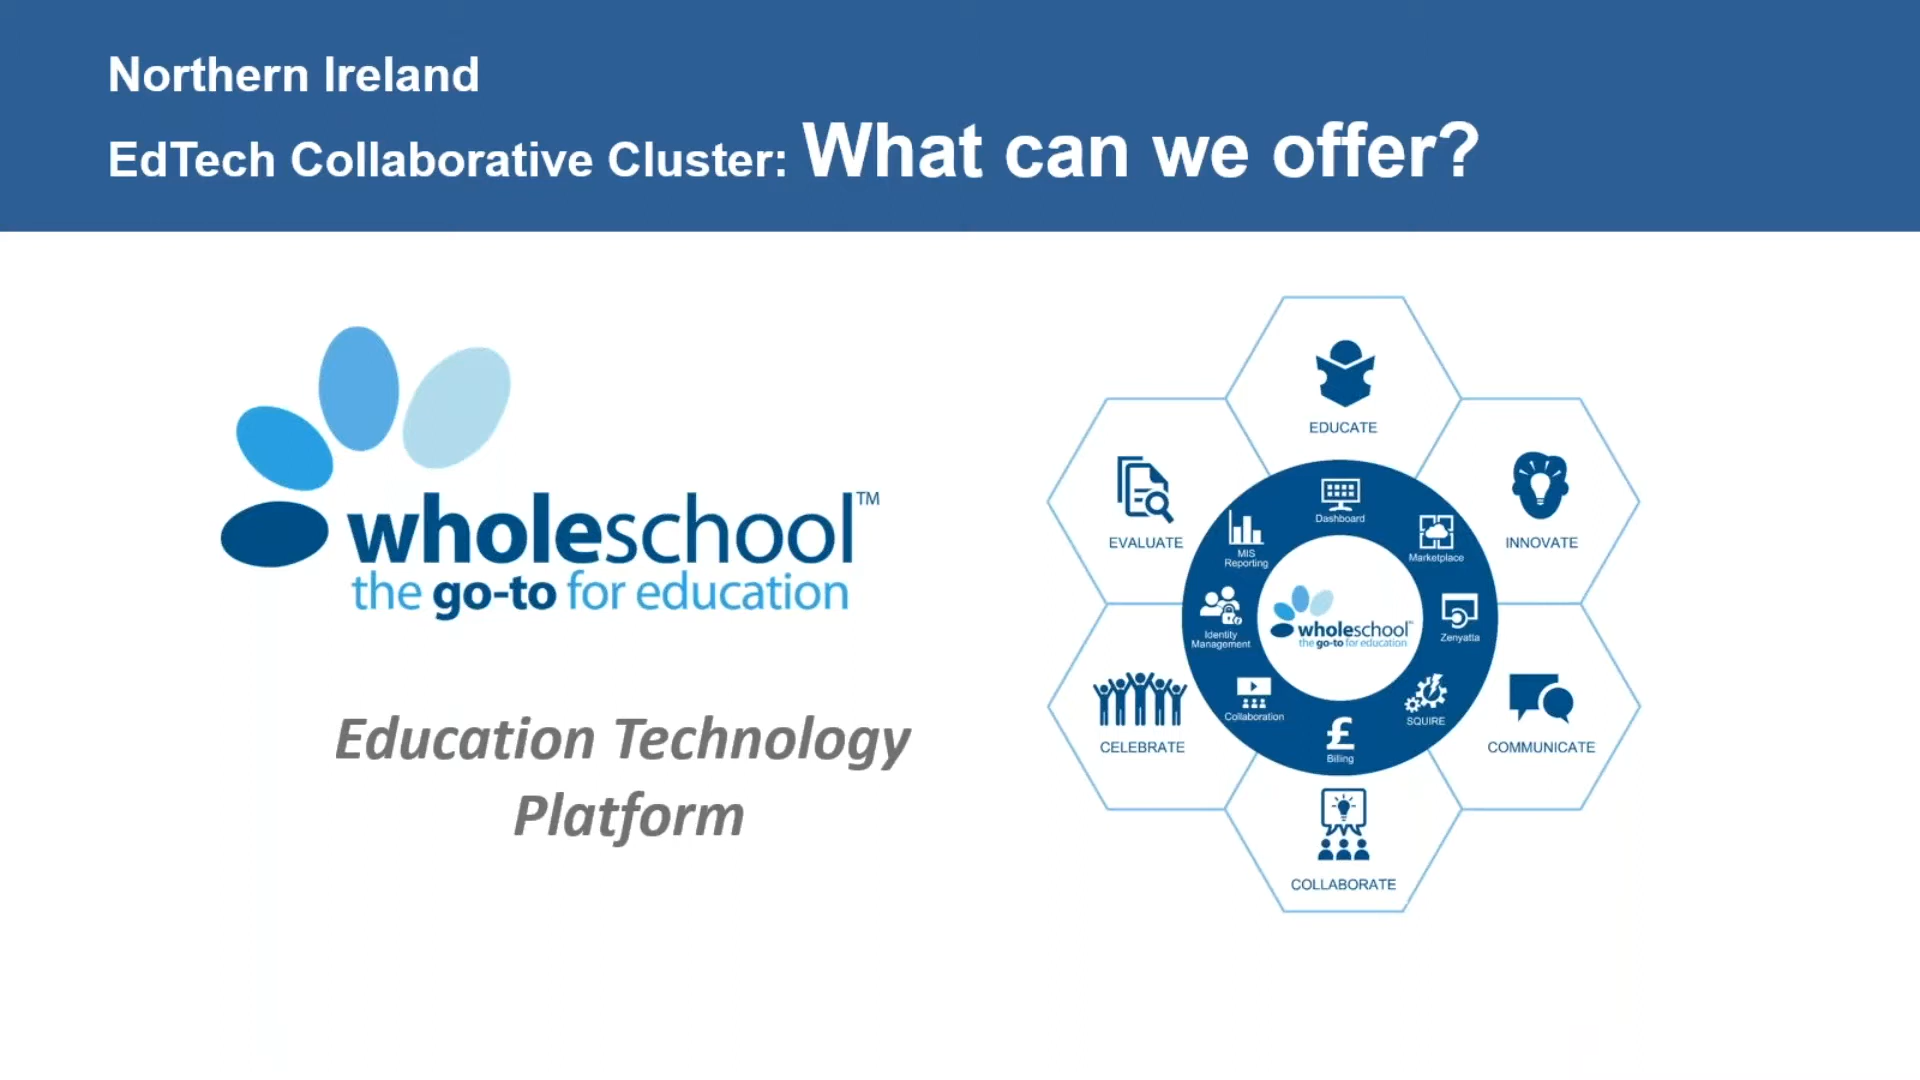 Northern Ireland
EdTech Collaborative Cluster: What can we offer?
wholeschool™
the go-to for education
Education Technology
Platform
EDUCATE
EVALUATE
INNOVATE
CELEBRATE
COMMUNICATE
COLLABORATE
Dashboard
Marketplace
Zenyatta
SQUIRE
£
Billing
Collaboration
Identity
Management
MIS
Reporting
wholeschool™
the go-to for education